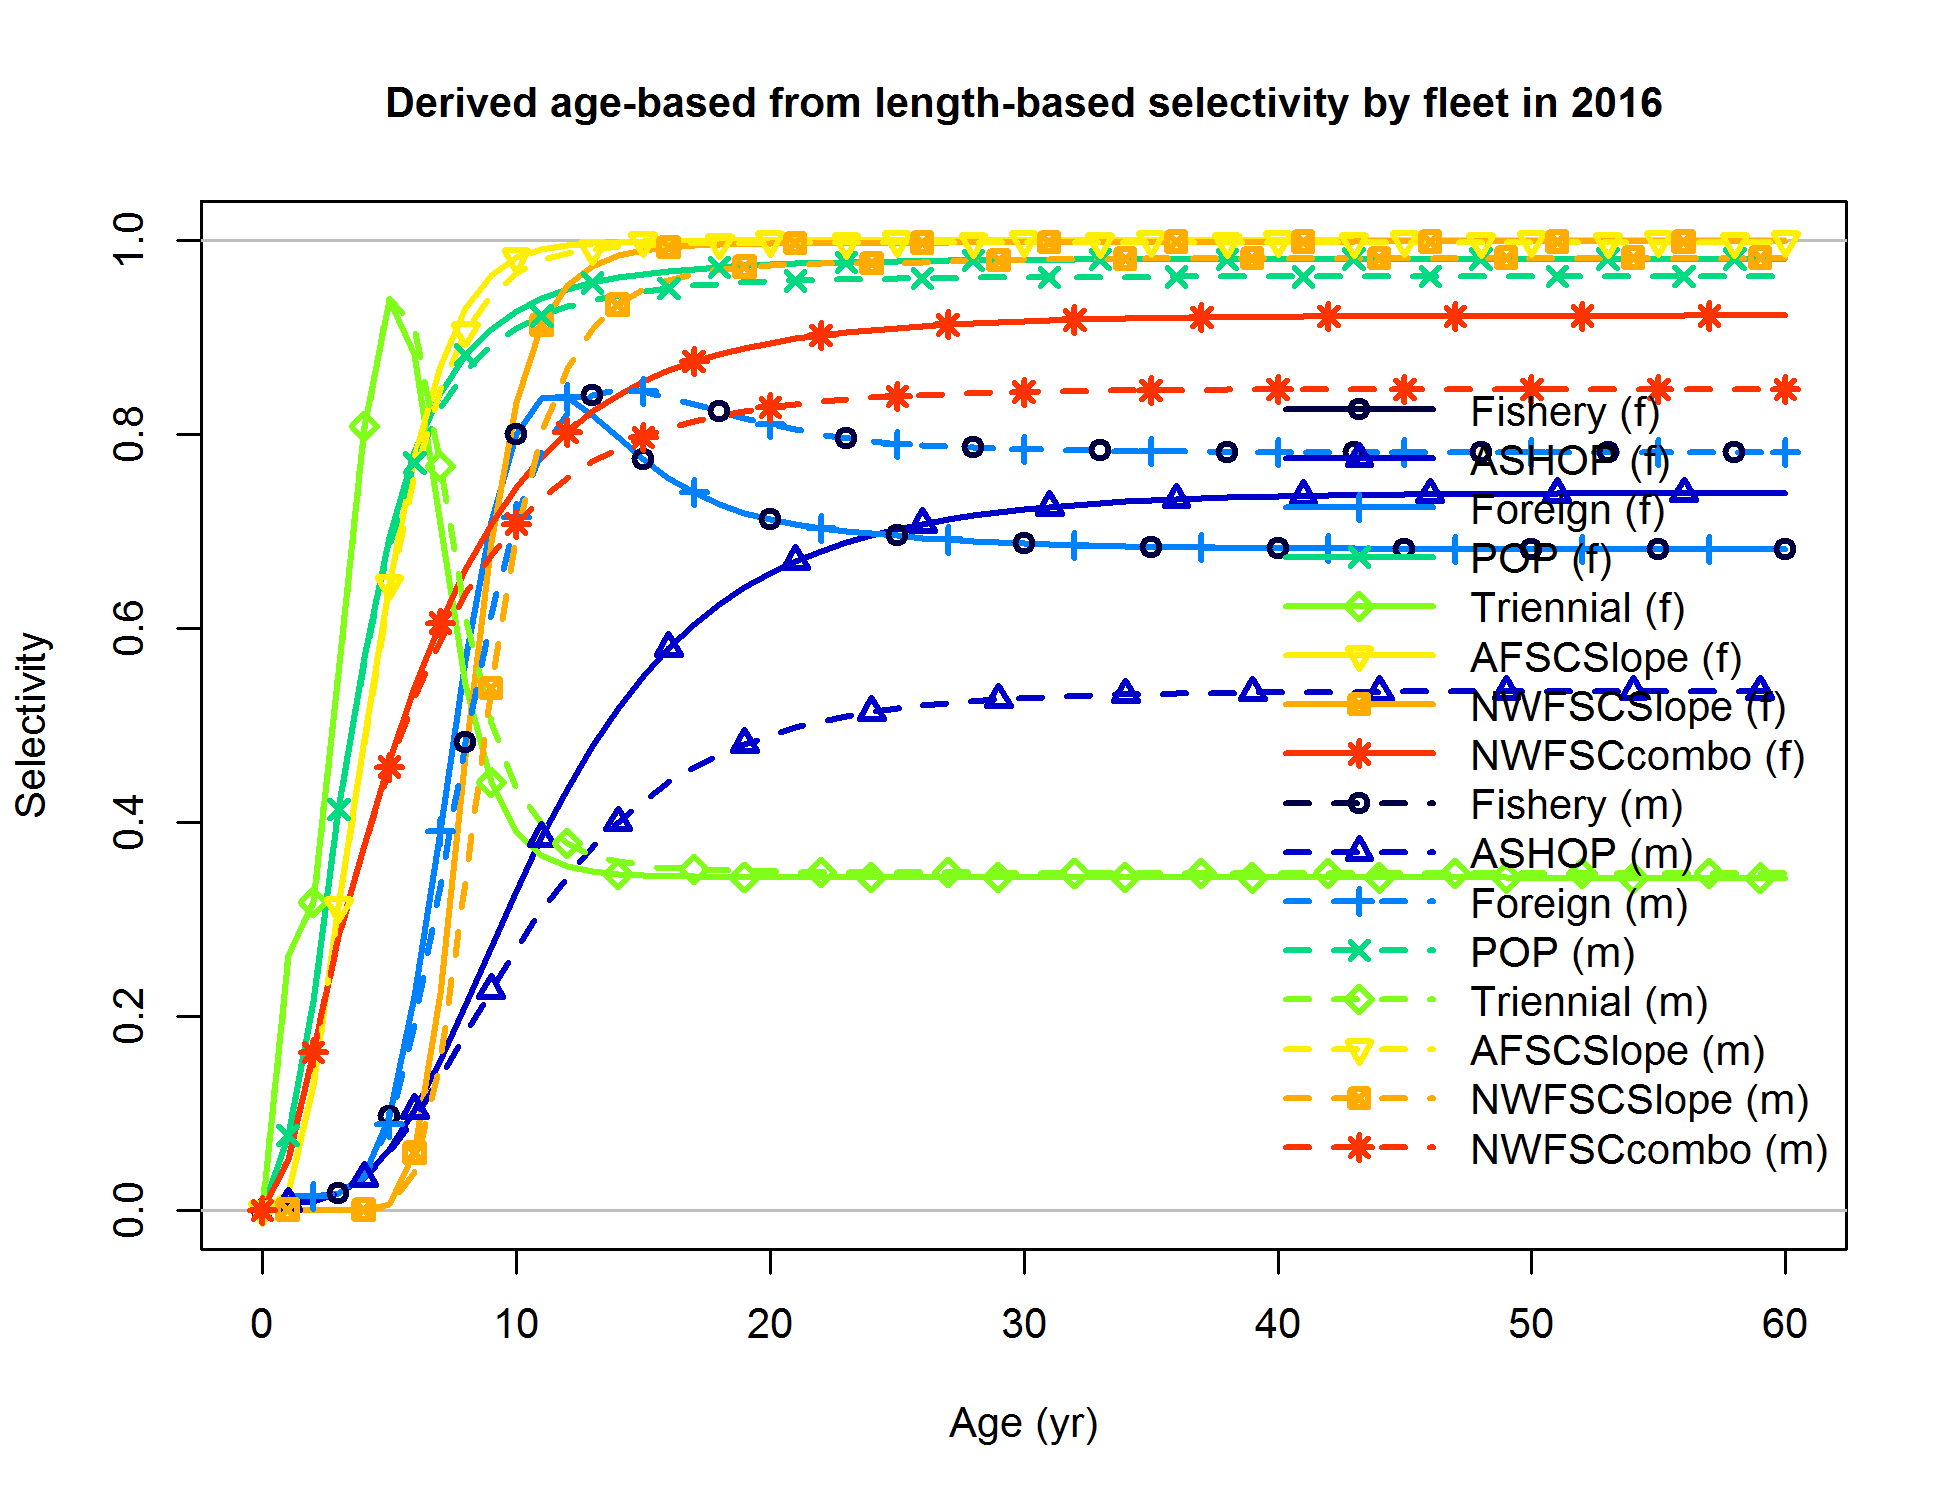 Derived age-based from length-based selectivity by fleet in 2016
Selectivity
1.0
0.8
0.6
0.4
0.2
0.0
0 10 20 30 40 50 60
Age (yr)
Fishery (f)
ASHOP (f)
Foreign (f)
POP (f)
Triennial (f)
AFSCSlope (f)
NWFSCSlope (f)
NWFSCcombo (f)
Fishery (m)
ASHOP (m)
Foreign (m)
POP (m)
Triennial (m)
AFSCSlope (m)
NWFSCSlope (m)
NWFSCcombo (m)